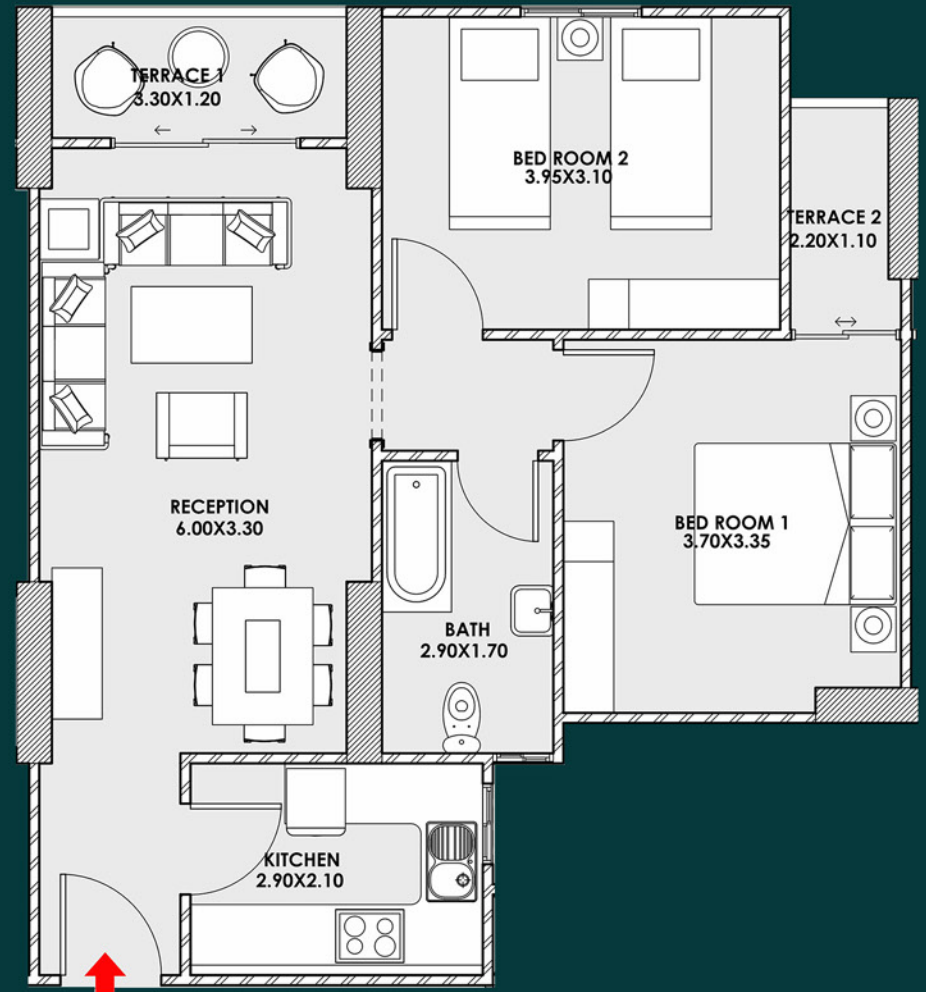 TERRACE 1
3.30X1.20
BED ROOM 2
3.95X3.10
TERRACE 2
2.20X1.10
RECEPTION
6.00X3.30
BED ROOM 1
3.70X3.35
BATH
2.90X1.70
KITCHEN
2.90X2.10